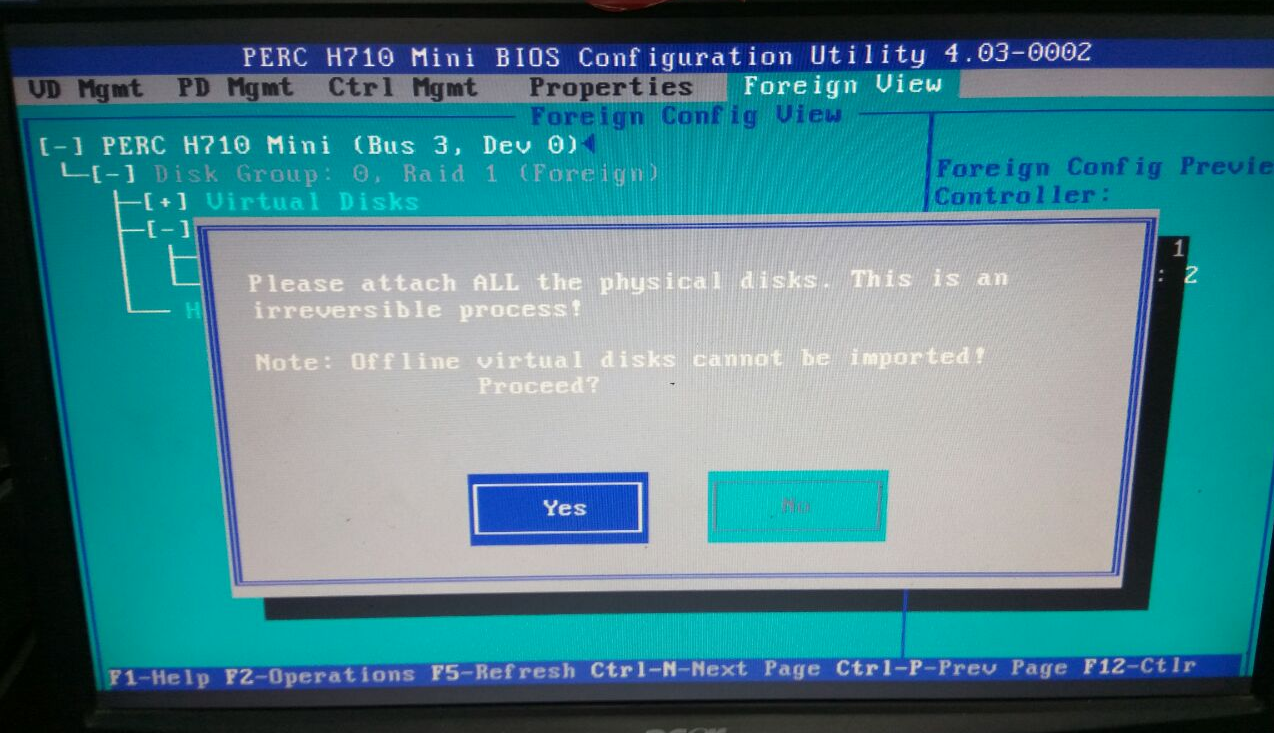 PERC H710 Mini BIOS Configuration Utility 4.03-0002
VD Mgmt PD Mgmt Ctrl Mgmt Properties Foreign View
Foreign Config View
[-] PERC H710 Mini (Bus 3, Dev 0)
[-] Disk Group: 0, Raid 1 (Foreign)
[+] Virtual Disks
[-]
H
Foreign Config Previe
Controller:
1
: 2
Please attach ALL the physical disks. This is an
irreversible process!
Note: Offline virtual disks cannot be imported!
Proceed?
Yes
No
F1-Help F2-Operations F5-Refresh Ctrl-N-Next Page Ctrl-P-Prev Page F12-Ctlr